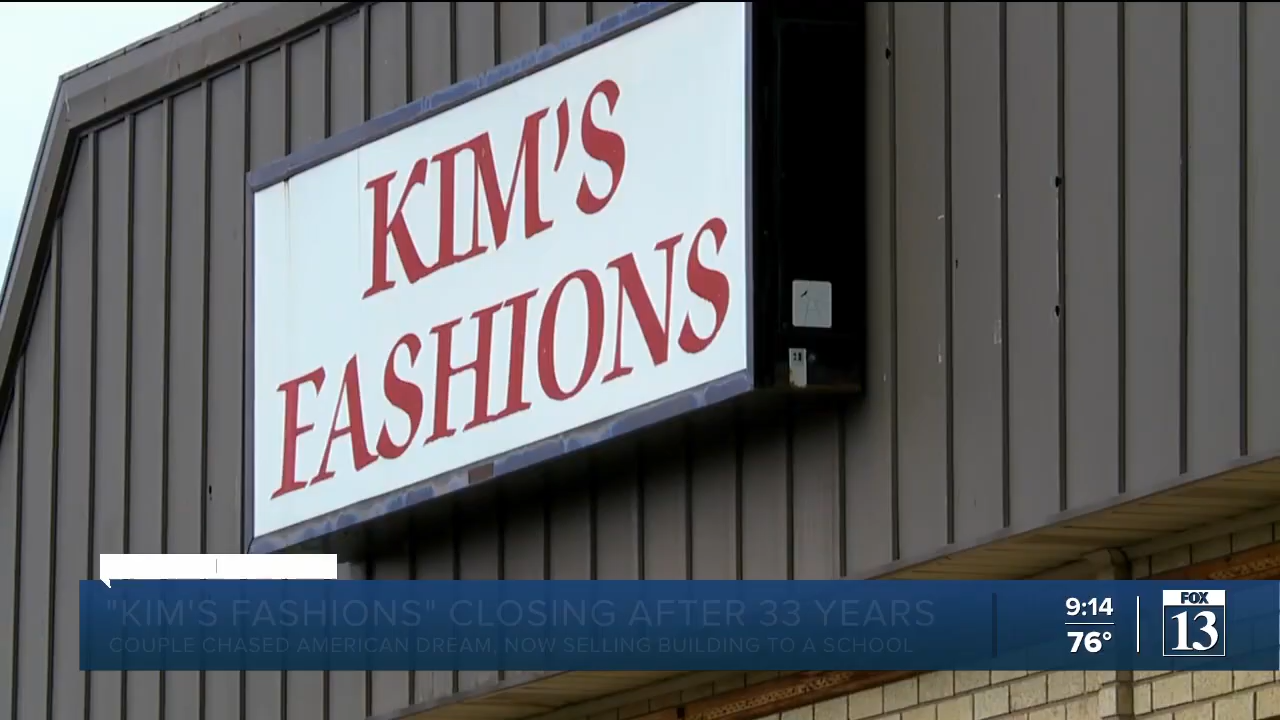 KIM'S
FASHIONS
"KIM'S FASHIONS" CLOSING AFTER 33 YEARS
COUPLE CHASED AMERICAN DREAM, NOW SELLING BUILDING TO A SCHOOL
9:14
76°
FOX
13